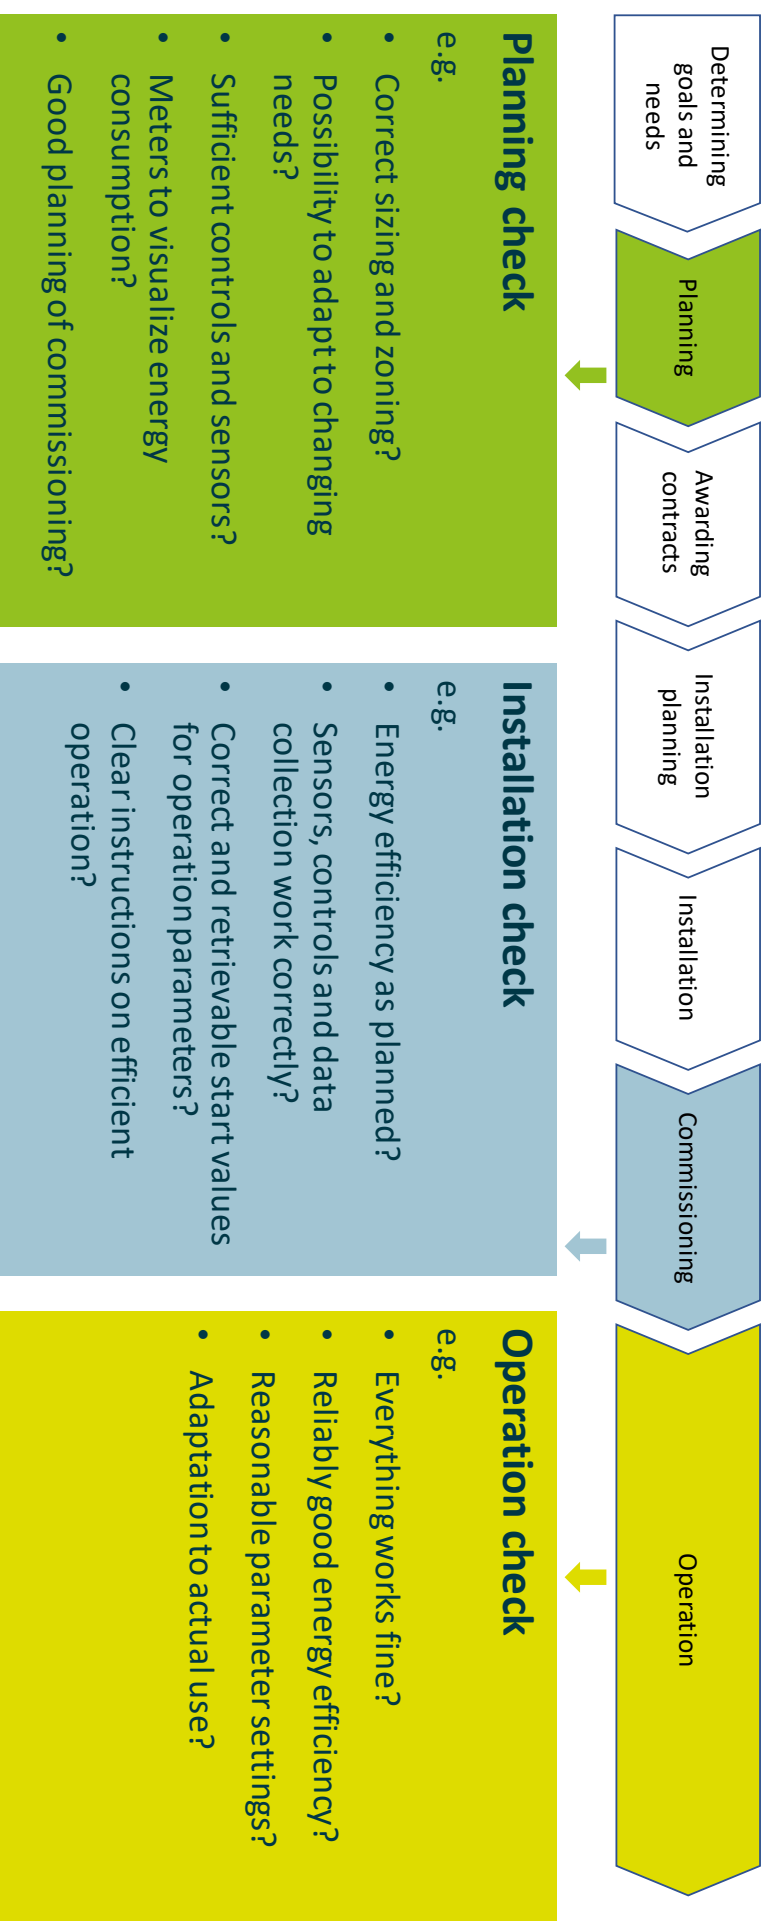 Determining
goals and
needs
Planning
Awarding
contracts
Installation
planning
Installation
Commissioning
Operation
Planning check
e.g.
• Correct sizing and zoning?
• Possibility to adapt to changing
needs?
• Sufficient controls and sensors?
• Meters to visualize energy
consumption?
• Good planning of commissioning?
Installation check
e.g.
• Energy efficiency as planned?
• Sensors, controls and data
collection work correctly?
• Correct and retrievable start values
for operation parameters?
• Clear instructions on efficient
operation?
Operation check
e.g.
• Everything works fine?
• Reliably good energy efficiency?
• Reasonable parameter settings?
• Adaptation to actual use?